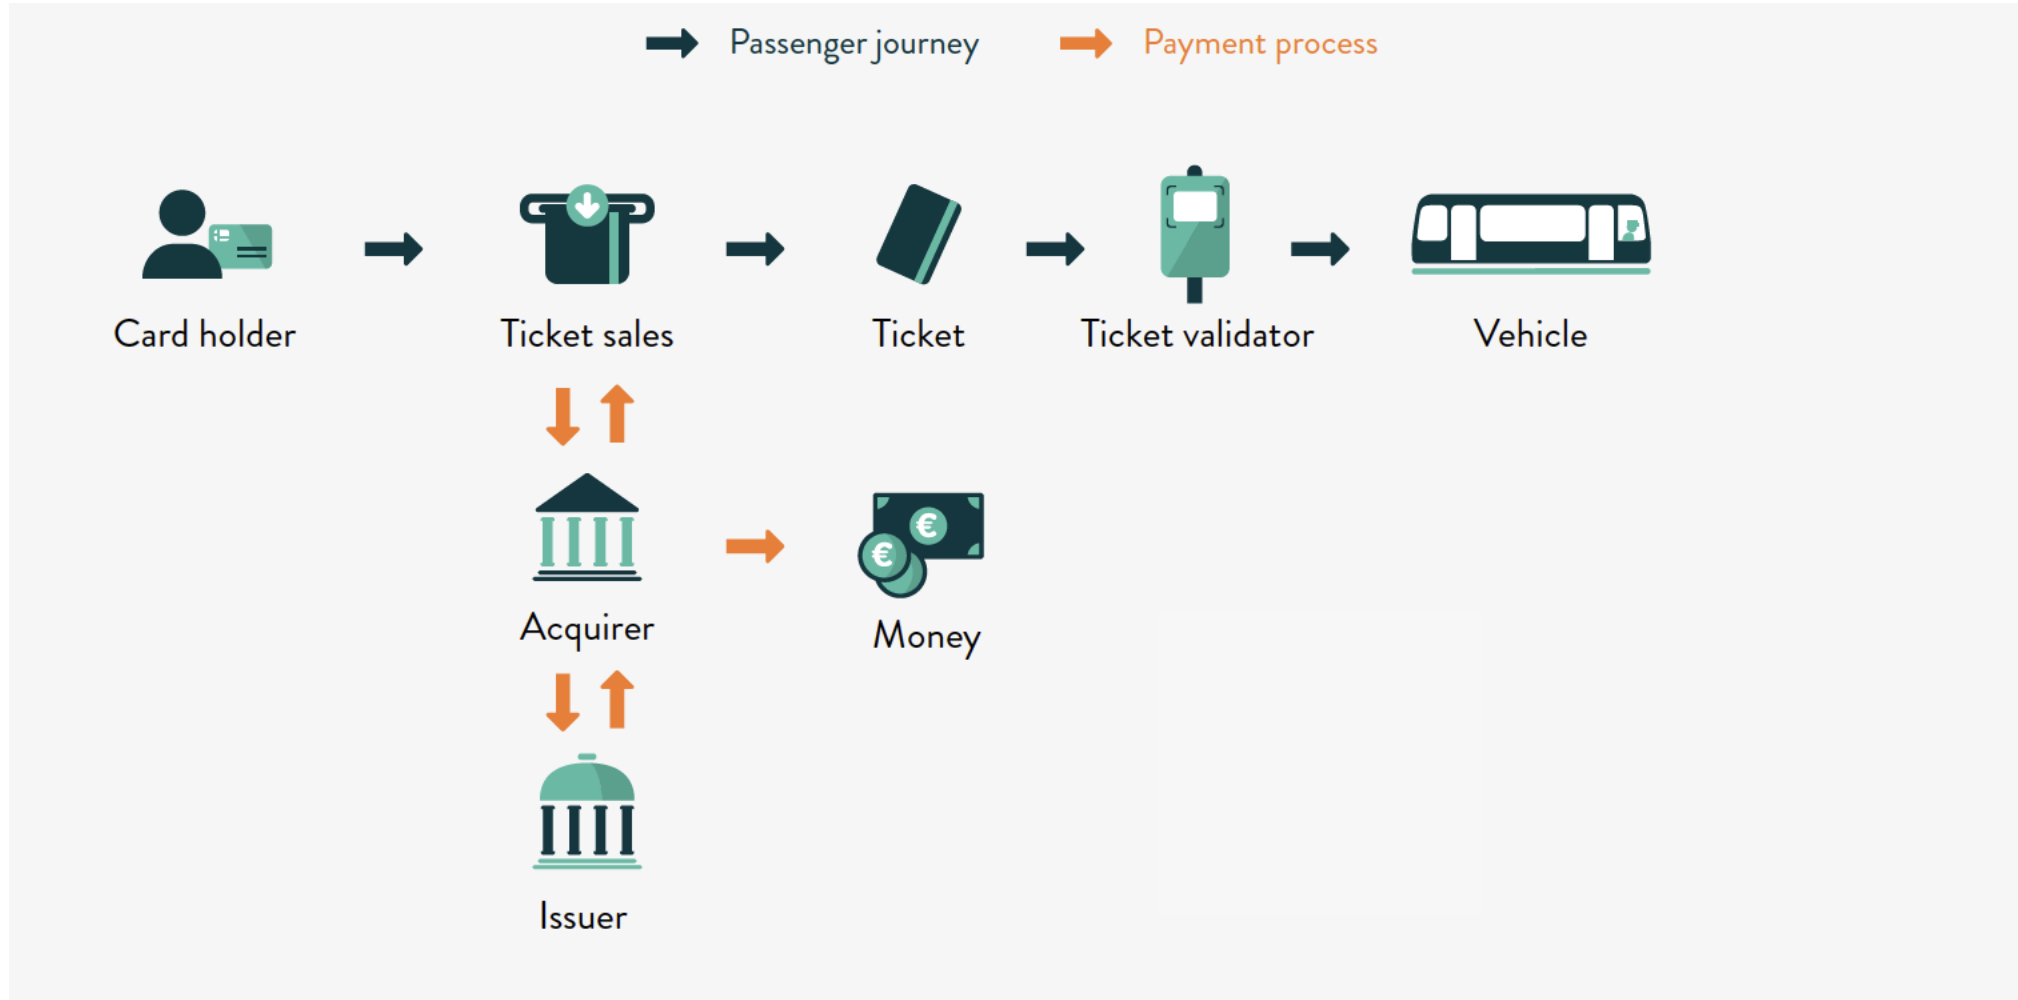 Passenger journey
Payment process
Card holder
Ticket sales
Ticket
Ticket validator
Vehicle
€
€
Acquirer
Money
Issuer